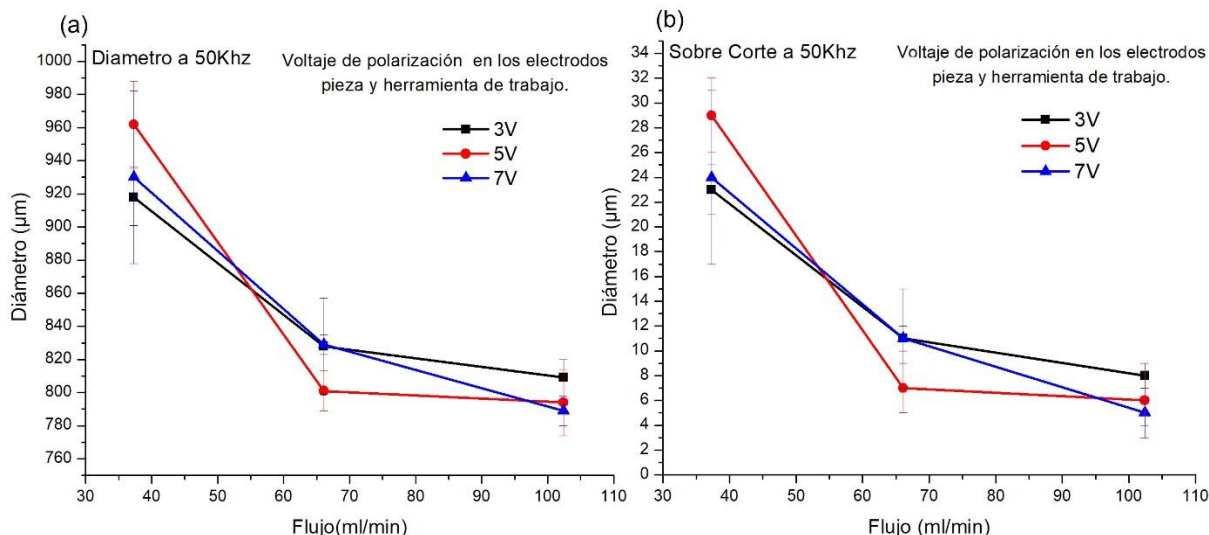 (a)
Diametro a 50Khz
Voltaje de polarización en los electrodos
pieza y herramienta de trabajo.
3V
5V
7V
Diámetro (µm)
1000
980
960
940
920
900
880
860
840
820
800
780
760
30 40 50 60 70 80 90 100 110
Flujo(ml/min)
(b)
Sobre Corte a 50Khz
Voltaje de polarización en los electrodos
pieza y herramienta de trabajo.
3V
5V
7V
Diámetro (µm)
34
32
30
28
26
24
22
20
18
16
14
12
10
8
6
4
2
0
30 40 50 60 70 80 90 100 110
Flujo (ml/min)